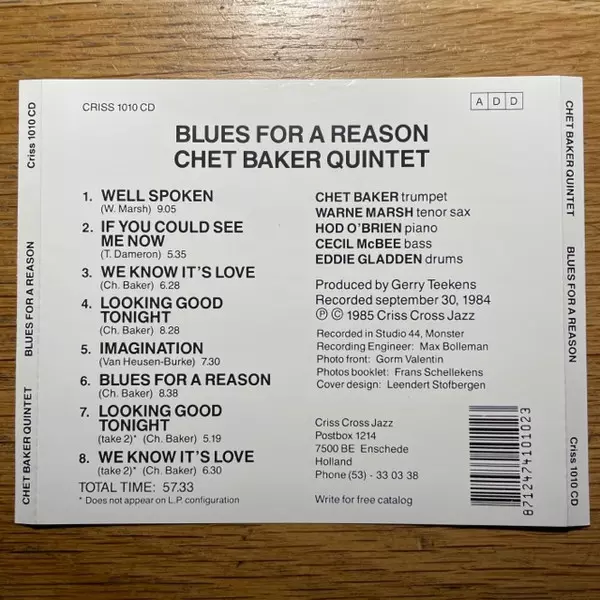 CRISS 1010 CD
A D D
BLUES FOR A REASON
CHET BAKER QUINTET
1. WELL SPOKEN
(W. Marsh) 9.05
2. IF YOU COULD SEE
ME NOW
(T. Dameron) 5.35
3. WE KNOW IT'S LOVE
(Ch. Baker) 6.28
4. LOOKING GOOD
TONIGHT
(Ch. Baker) 8.28
5. IMAGINATION
(Van Heusen-Burke) 7.30
6. BLUES FOR A REASON
(Ch. Baker) 8.38
7. LOOKING GOOD
TONIGHT
(take 2)* (Ch. Baker) 5.19
8. WE KNOW IT'S LOVE
(take 2)* (Ch. Baker) 6.30
TOTAL TIME: 57.33
* Does not appear on L.P. configuration
CHET BAKER trumpet
WARNE MARSH tenor sax
HOD O'BRIEN piano
CECIL McBEE bass
EDDIE GLADDEN drums
Produced by Gerry Teekens
Recorded september 30, 1984
℗ © 1985 Criss Cross Jazz
Recorded in Studio 44, Monster
Recording Engineer: Max Bolleman
Photo front: Gorm Valentin
Photos booklet: Frans Schellekens
Cover design: Leendert Stofbergen
Criss Cross Jazz
Postbox 1214
7500 BE Enschede
Holland
Phone (53) - 33 03 38
Write for free catalog
8712474101023
CHET BAKER QUINTET BLUES FOR A REASON Criss 1010 CD
CHET BAKER QUINTET BLUES FOR A REASON Criss 1010 CD